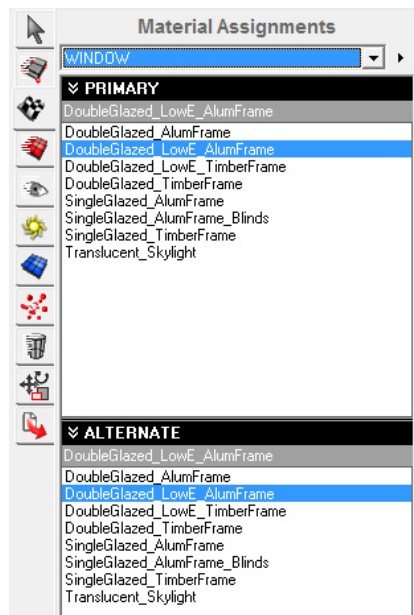 Material Assignments
WINDOW
PRIMARY
DoubleGlazed_LowE_AlumFrame
DoubleGlazed_AlumFrame
DoubleGlazed_LowE_AlumFrame
DoubleGlazed_LowE_TimberFrame
DoubleGlazed_TimberFrame
SingleGlazed_AlumFrame
SingleGlazed_AlumFrame_Blinds
SingleGlazed_TimberFrame
Translucent_Skylight
ALTERNATE
DoubleGlazed_LowE_AlumFrame
DoubleGlazed_AlumFrame
DoubleGlazed_LowE_AlumFrame
DoubleGlazed_LowE_TimberFrame
DoubleGlazed_TimberFrame
SingleGlazed_AlumFrame
SingleGlazed_AlumFrame_Blinds
SingleGlazed_TimberFrame
Translucent_Skylight